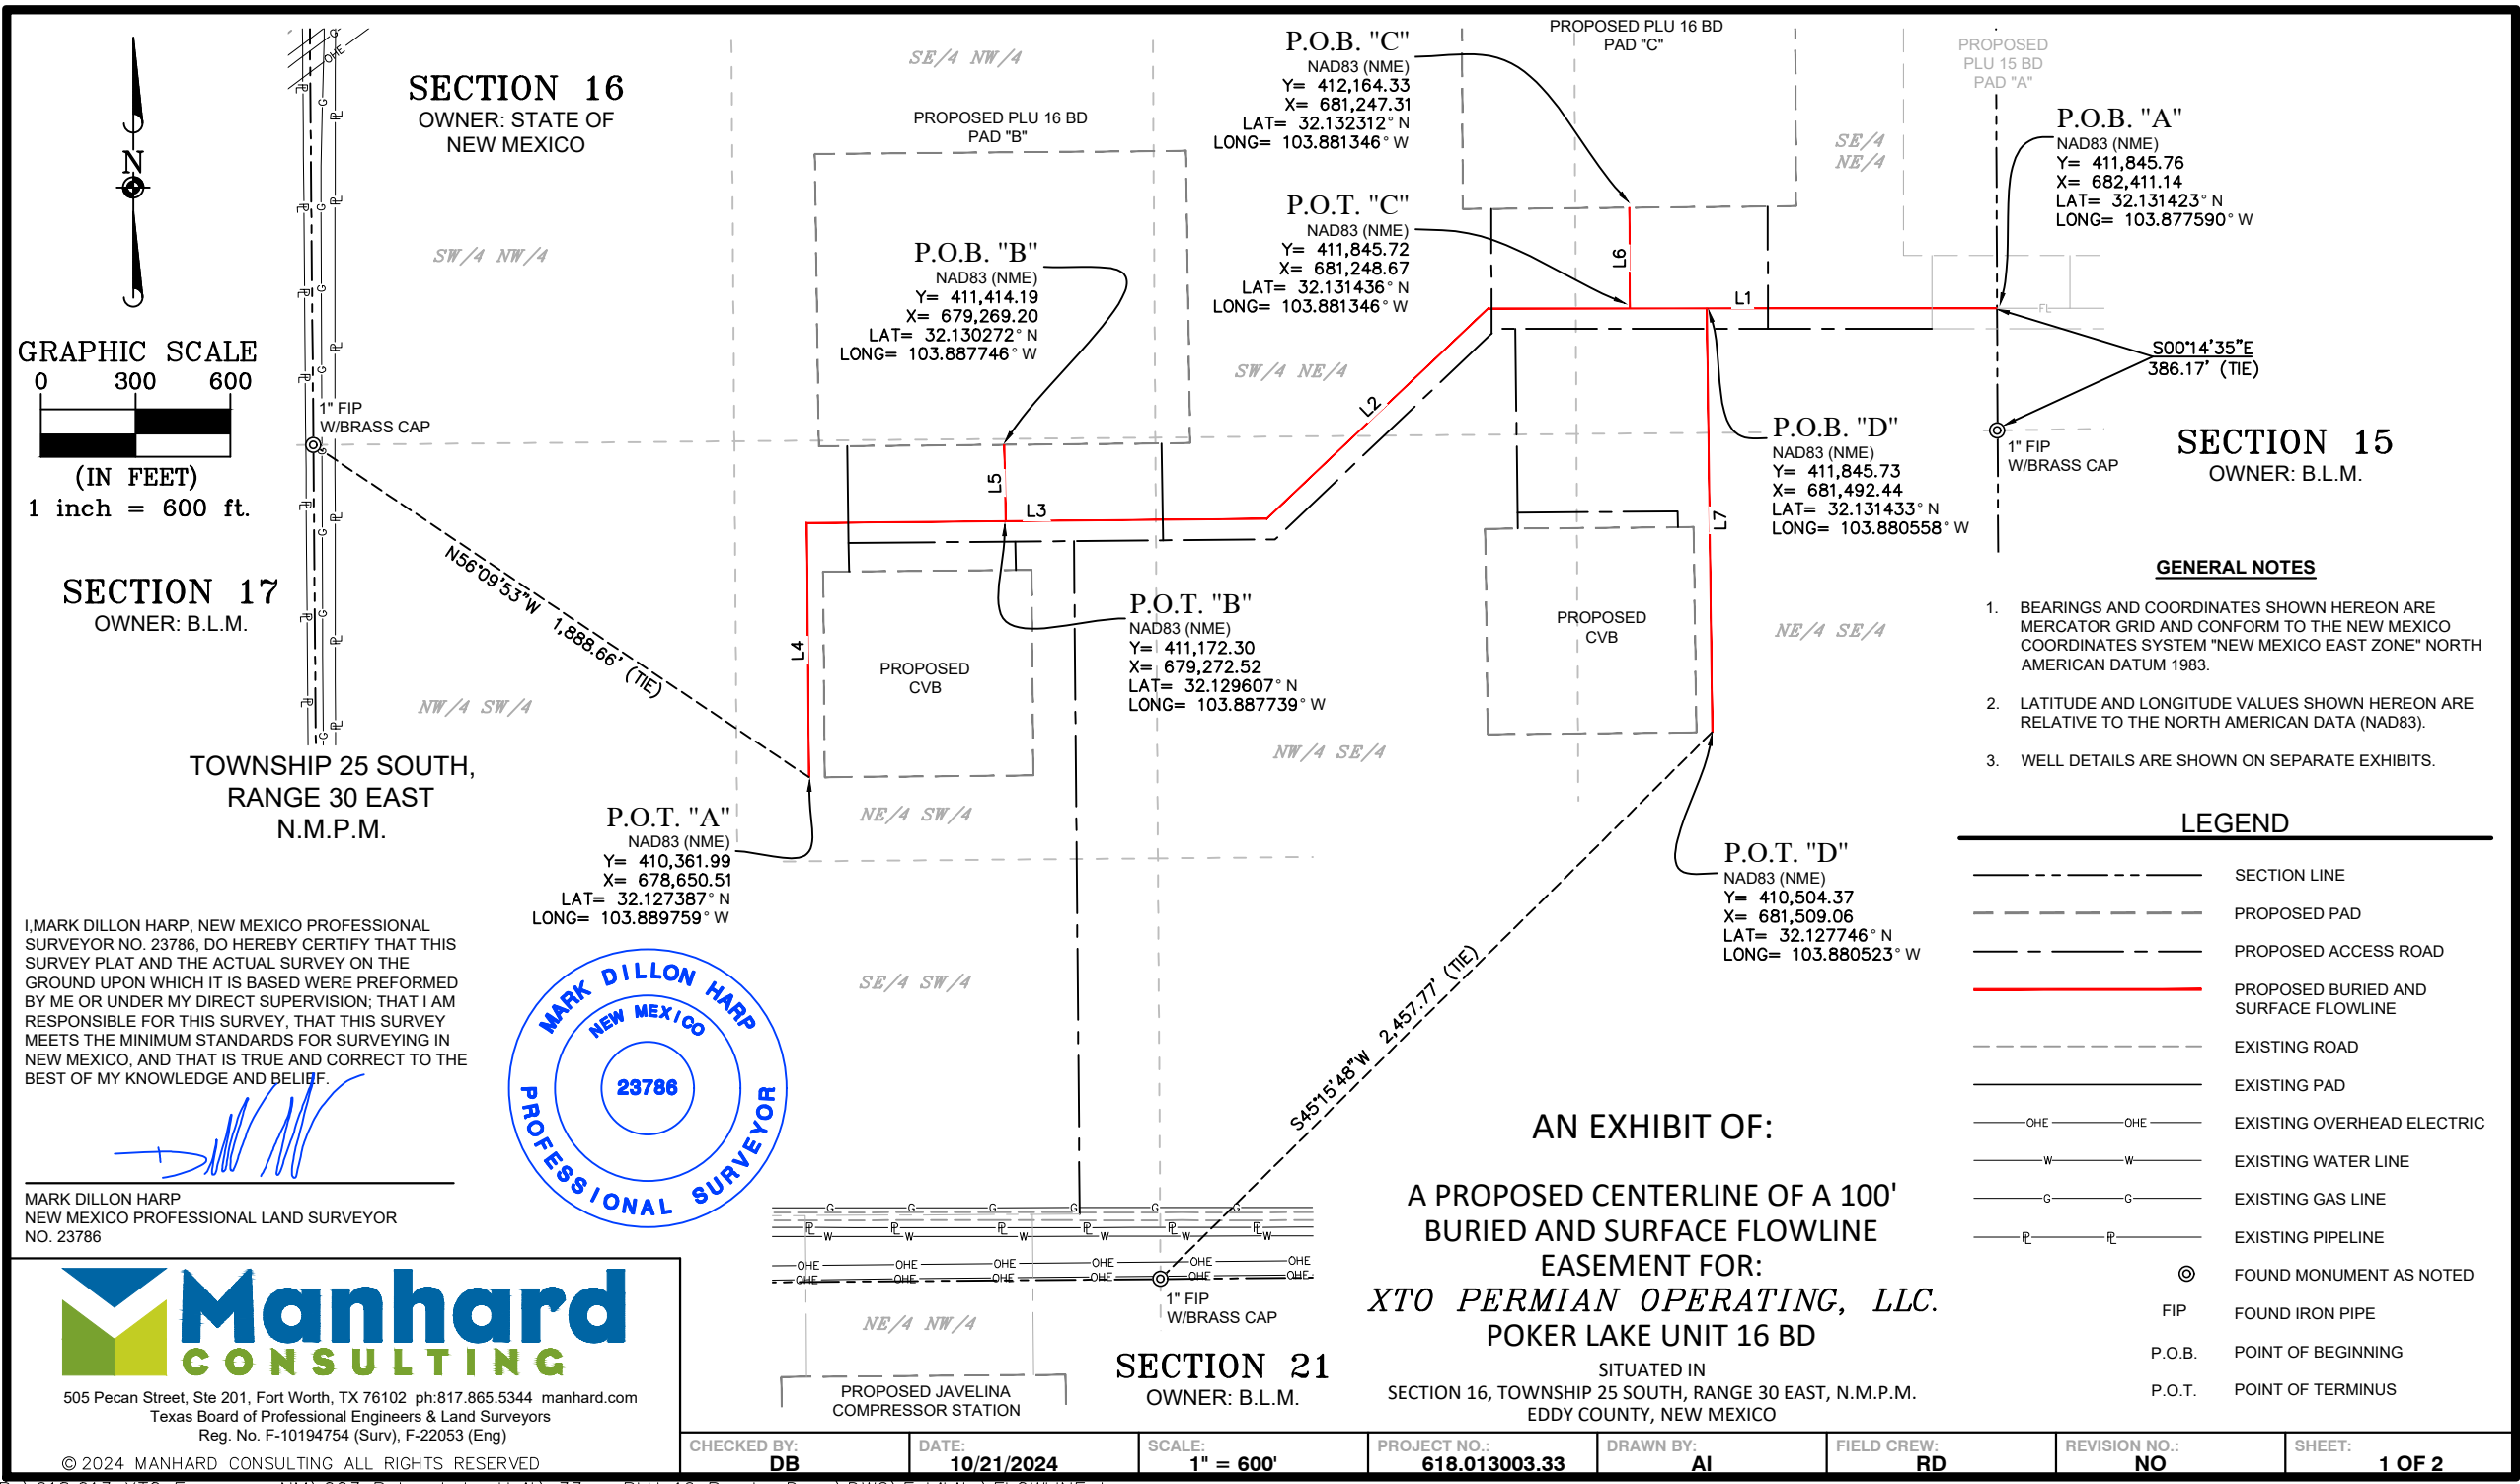 SECTION 16
OWNER: STATE OF
NEW MEXICO
N
GRAPHIC SCALE
0 300 600
(IN FEET)
1 inch = 600 ft.
1" FIP
W/BRASS CAP
SECTION 17
OWNER: B.L.M.
TOWNSHIP 25 SOUTH,
RANGE 30 EAST
N.M.P.M.
SE/4 NW/4
SW/4 NW/4
NW/4 SW/4
PROPOSED PLU 16 BD
PAD "B"
P.O.B. "B"
NAD83 (NME)
Y= 411,414.19
X= 679,269.20
LAT= 32.130272° N
LONG= 103.887746° W
P.O.B. "C"
NAD83 (NME)
Y= 412,164.33
X= 681,247.31
LAT= 32.132312° N
LONG= 103.881346° W
P.O.T. "C"
NAD83 (NME)
Y= 411,845.72
X= 681,248.67
LAT= 32.131436° N
LONG= 103.881346° W
PROPOSED PLU 16 BD
PAD "C"
PROPOSED
PLU 15 BD
PAD "A"
SE/4
NE/4
P.O.B. "A"
NAD83 (NME)
Y= 411,845.76
X= 682,411.14
LAT= 32.131423° N
LONG= 103.877590° W
L6
L1
FL
S00°14'35"E
386.17' (TIE)
SW/4 NE/4
L2
L5
L3
L4
L7
1" FIP
W/BRASS CAP
SECTION 15
OWNER: B.L.M.
P.O.B. "D"
NAD83 (NME)
Y= 411,845.73
X= 681,492.44
LAT= 32.131433° N
LONG= 103.880558° W
N56°09'53"W 1,888.66' (TIE)
PROPOSED
CVB
P.O.T. "B"
NAD83 (NME)
Y= 411,172.30
X= 679,272.52
LAT= 32.129607° N
LONG= 103.887739° W
PROPOSED
CVB
NE/4 SE/4
NW/4 SE/4
NE/4 SW/4
SE/4 SW/4
P.O.T. "A"
NAD83 (NME)
Y= 410,361.99
X= 678,650.51
LAT= 32.127387° N
LONG= 103.889759° W
P.O.T. "D"
NAD83 (NME)
Y= 410,504.37
X= 681,509.06
LAT= 32.127746° N
LONG= 103.880523° W
S45°15'48"W 2,457.77' (TIE)
GENERAL NOTES
1. BEARINGS AND COORDINATES SHOWN HEREON ARE
MERCATOR GRID AND CONFORM TO THE NEW MEXICO
COORDINATES SYSTEM "NEW MEXICO EAST ZONE" NORTH
AMERICAN DATUM 1983.
2. LATITUDE AND LONGITUDE VALUES SHOWN HEREON ARE
RELATIVE TO THE NORTH AMERICAN DATA (NAD83).
3. WELL DETAILS ARE SHOWN ON SEPARATE EXHIBITS.
LEGEND
SECTION LINE
PROPOSED PAD
PROPOSED ACCESS ROAD
PROPOSED BURIED AND
SURFACE FLOWLINE
EXISTING ROAD
EXISTING PAD
OHE OHE EXISTING OVERHEAD ELECTRIC
W W EXISTING WATER LINE
G G EXISTING GAS LINE
PL PL EXISTING PIPELINE
FOUND MONUMENT AS NOTED
FIP FOUND IRON PIPE
P.O.B. POINT OF BEGINNING
P.O.T. POINT OF TERMINUS
I,MARK DILLON HARP, NEW MEXICO PROFESSIONAL
SURVEYOR NO. 23786, DO HEREBY CERTIFY THAT THIS
SURVEY PLAT AND THE ACTUAL SURVEY ON THE
GROUND UPON WHICH IT IS BASED WERE PREFORMED
BY ME OR UNDER MY DIRECT SUPERVISION; THAT I AM
RESPONSIBLE FOR THIS SURVEY, THAT THIS SURVEY
MEETS THE MINIMUM STANDARDS FOR SURVEYING IN
NEW MEXICO, AND THAT IS TRUE AND CORRECT TO THE
BEST OF MY KNOWLEDGE AND BELIEF.
MARK DILLON HARP
NEW MEXICO PROFESSIONAL LAND SURVEYOR
NO. 23786
MARK DILLON HARP
NEW MEXICO
23786
PROFESSIONAL SURVEYOR
1" FIP
W/BRASS CAP
NE/4 NW/4
SECTION 21
OWNER: B.L.M.
PROPOSED JAVELINA
COMPRESSOR STATION
AN EXHIBIT OF:
A PROPOSED CENTERLINE OF A 100'
BURIED AND SURFACE FLOWLINE
EASEMENT FOR:
XTO PERMIAN OPERATING, LLC.
POKER LAKE UNIT 16 BD
SITUATED IN
SECTION 16, TOWNSHIP 25 SOUTH, RANGE 30 EAST, N.M.P.M.
EDDY COUNTY, NEW MEXICO
Manhard
CONSULTING
505 Pecan Street, Ste 201, Fort Worth, TX 76102 ph:817.865.5344 manhard.com
Texas Board of Professional Engineers & Land Surveyors
Reg. No. F-10194754 (Surv), F-22053 (Eng)
© 2024 MANHARD CONSULTING ALL RIGHTS RESERVED
CHECKED BY: DB
DATE: 10/21/2024
SCALE: 1" = 600'
PROJECT NO.: 618.013003.33
DRAWN BY: AI
FIELD CREW: RD
REVISION NO.: NO
SHEET: 1 OF 2